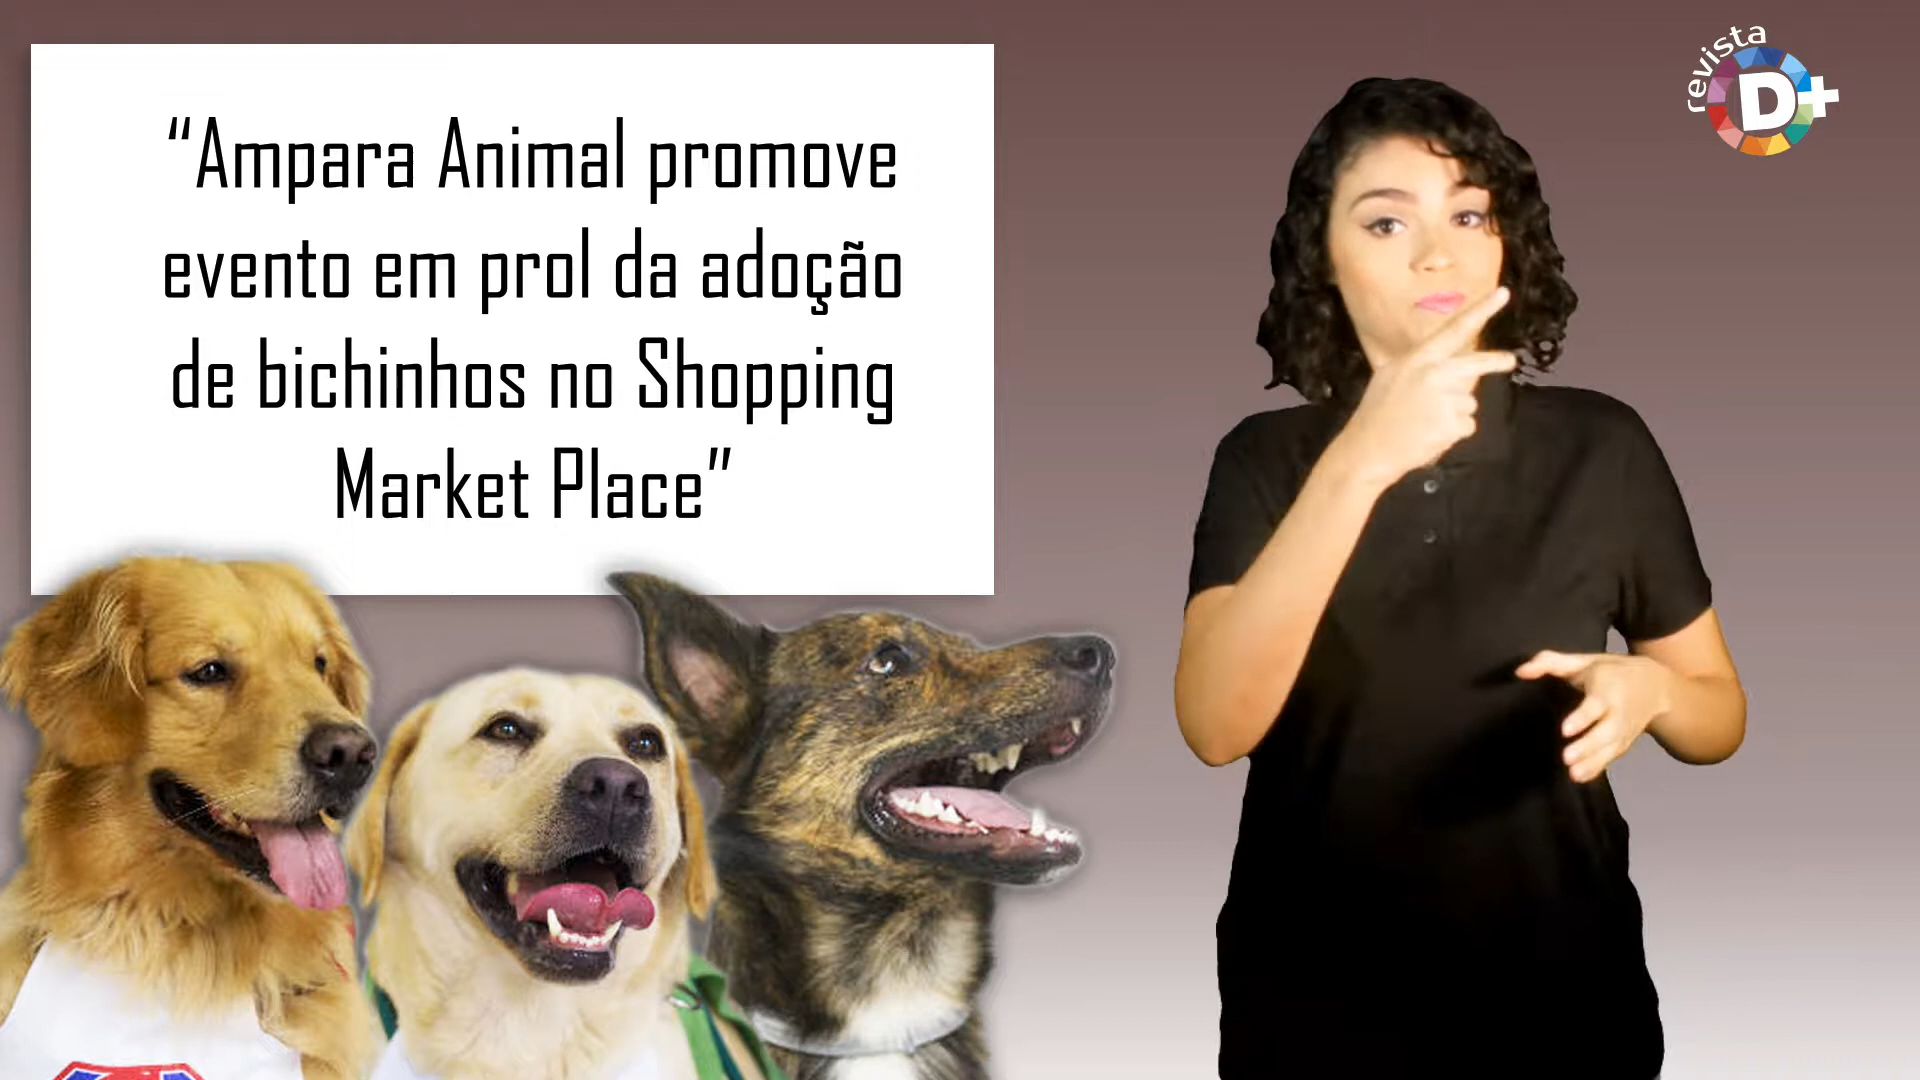 “Ampara Animal promove
evento em prol da adoção
de bichinhos no Shopping
Market Place”
revista
D+